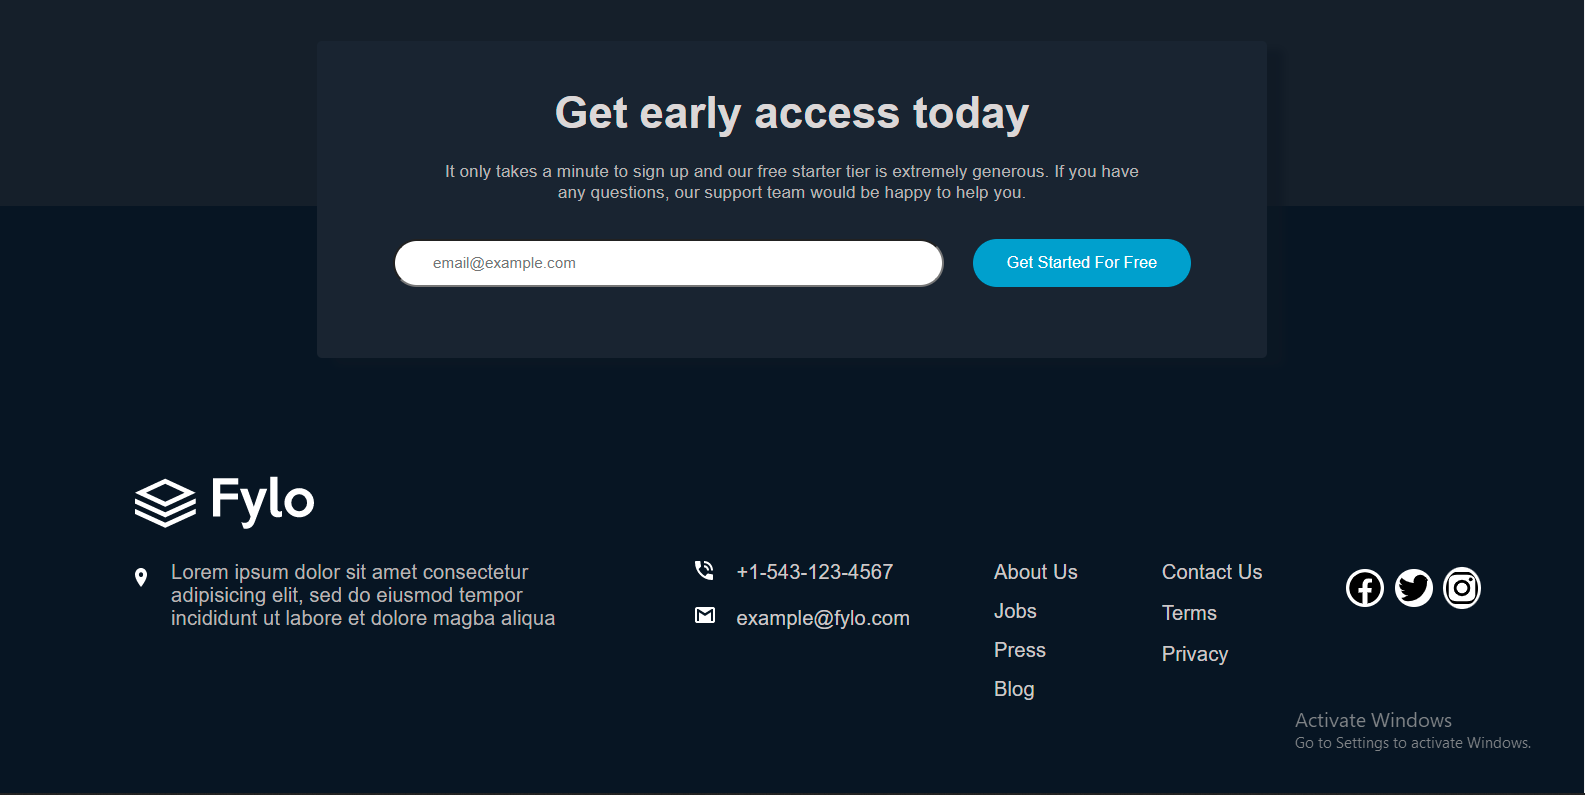 Get early access today
It only takes a minute to sign up and our free starter tier is extremely generous. If you have
any questions, our support team would be happy to help you.
email@example.com
Get Started For Free
Fylo
Lorem ipsum dolor sit amet consectetur
adipisicing elit, sed do eiusmod tempor
incididunt ut labore et dolore magba aliqua
+1-543-123-4567
example@fylo.com
About Us
Jobs
Press
Blog
Contact Us
Terms
Privacy
Activate Windows
Go to Settings to activate Windows.